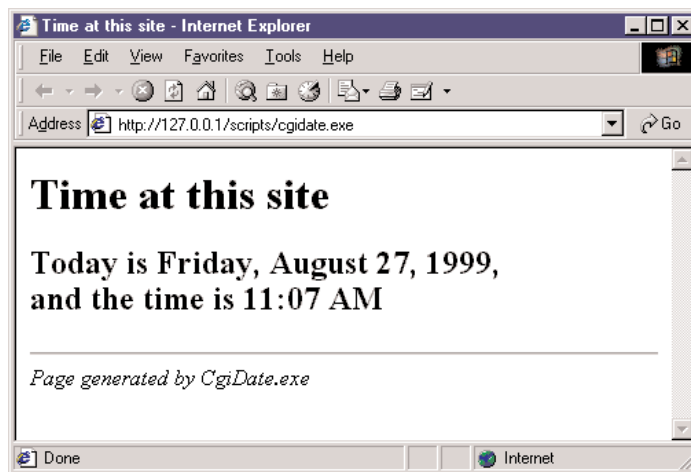 Time at this site - Internet Explorer
File Edit View Favorites Tools Help
Address http://127.0.0.1/scripts/cgidate.exe Go
Time at this site
Today is Friday, August 27, 1999,
and the time is 11:07 AM
Page generated by CgiDate.exe
Done Internet